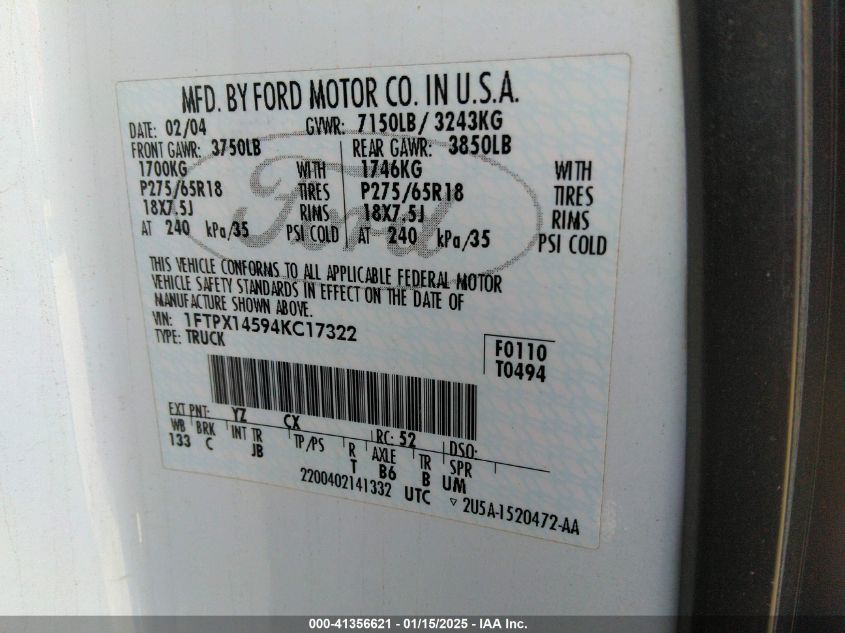 MFD. BY FORD MOTOR CO. IN U.S.A.
DATE: 02/04 GVWR: 7150LB/ 3243KG
FRONT GAWR: 3750LB REAR GAWR: 3850LB
1700KG WITH 1746KG WITH
P275/65R18 TIRES P275/65R18 TIRES
18X7.5J RIMS 18X7.5J RIMS
AT 240 kPa/35 PSI COLD AT 240 kPa/35 PSI COLD
Ford
THIS VEHICLE CONFORMS TO ALL APPLICABLE FEDERAL MOTOR
VEHICLE SAFETY STANDARDS IN EFFECT ON THE DATE OF
MANUFACTURE SHOWN ABOVE.
VIN: 1FTPX14594KC17322
TYPE: TRUCK
F0110
T0494
EXT PNT: YZ CX RC: 52 DSO:
WB BRK INT TR TP/PS R AXLE TR SPR
133 C JB T B6 B UM
2200402141332 UTC ▽ 2U5A-1520472-AA
000-41356621 - 01/15/2025 - IAA Inc.